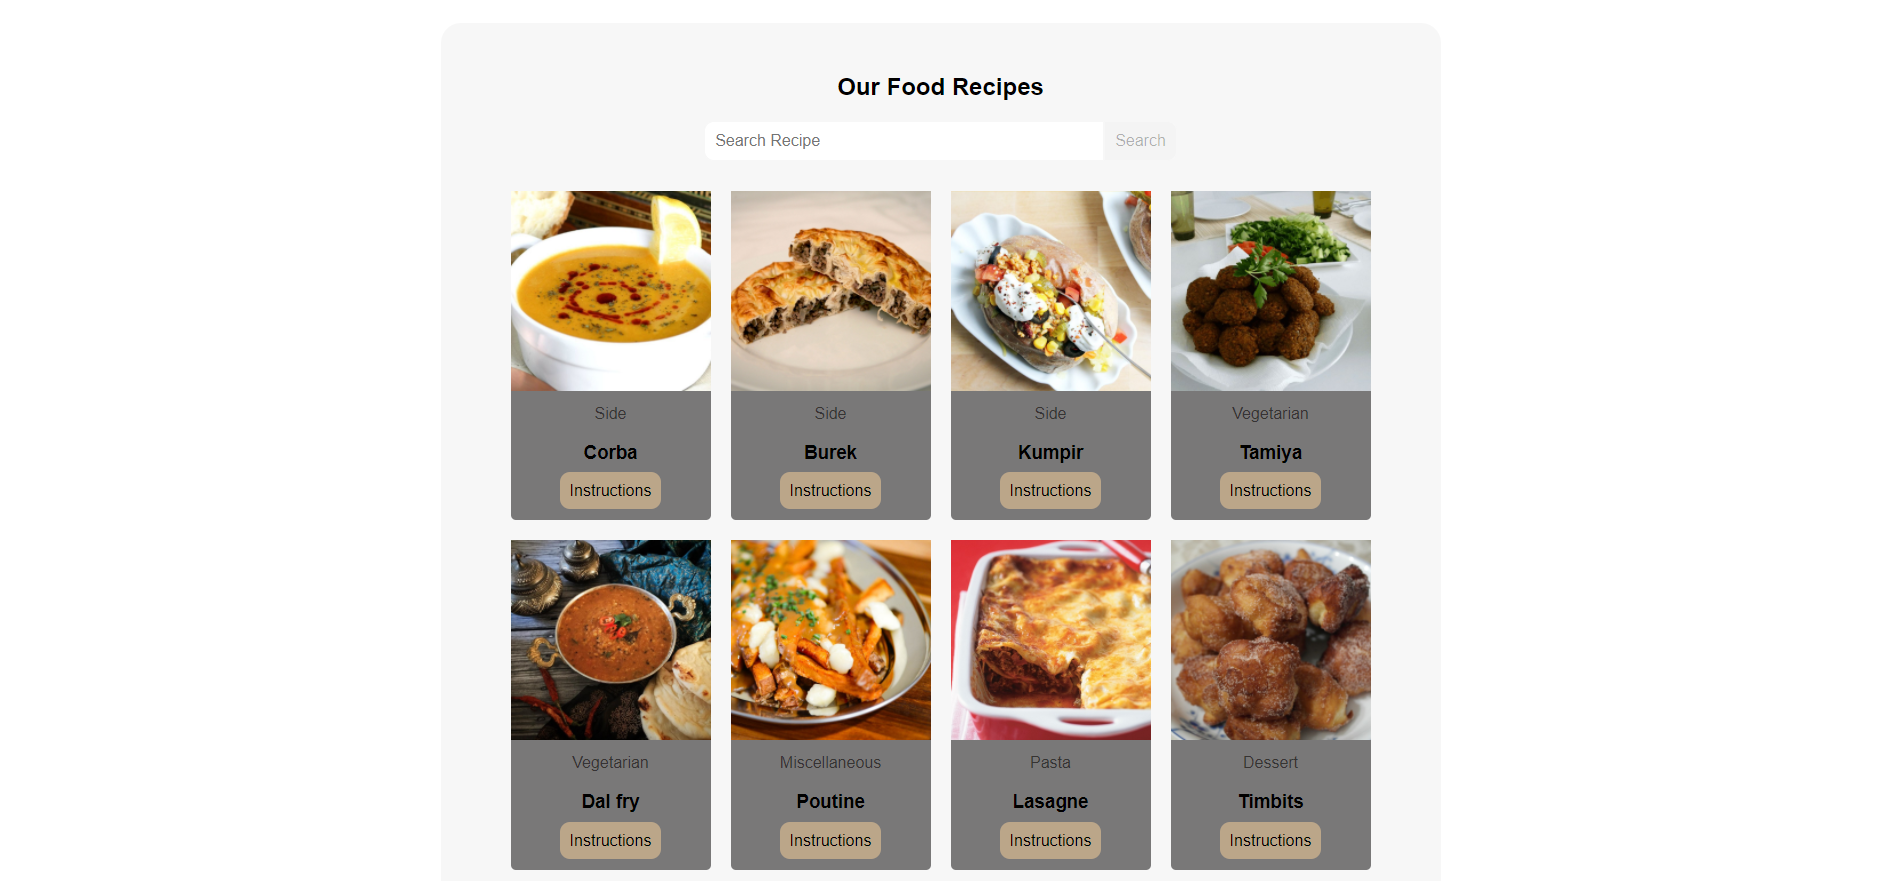 Our Food Recipes
Search Recipe Search
Side Side Side Vegetarian
Corba Burek Kumpir Tamiya
Instructions Instructions Instructions Instructions
Vegetarian Miscellaneous Pasta Dessert
Dal fry Poutine Lasagne Timbits
Instructions Instructions Instructions Instructions